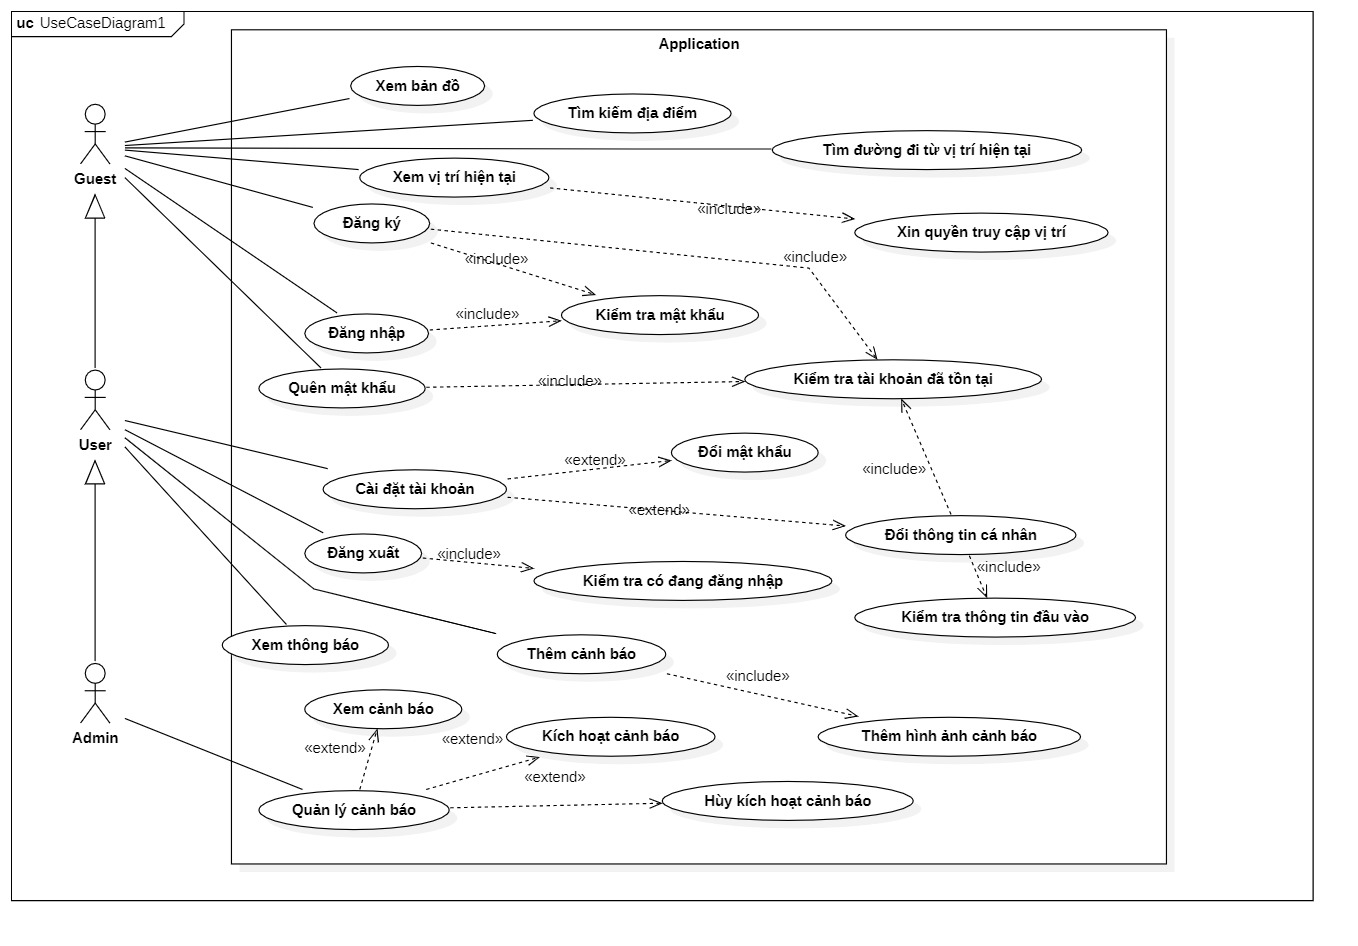 uc UseCaseDiagram1
Application
Xem bản đồ
Tìm kiếm địa điểm
Tìm đường đi từ vị trí hiện tại
Guest
Xem vị trí hiện tại
«include»
Đăng ký
Xin quyền truy cập vị trí
«include»
«include»
Kiểm tra mật khẩu
«include»
Đăng nhập
Quên mật khẩu
«include»
Kiểm tra tài khoản đã tồn tại
User
Đổi mật khẩu
«extend»
«include»
Cài đặt tài khoản
«extend»
Đổi thông tin cá nhân
Đăng xuất
«include»
«include»
Kiểm tra có đang đăng nhập
Kiểm tra thông tin đầu vào
Xem thông báo
Thêm cảnh báo
«include»
Xem cảnh báo
Admin
«extend»
«extend»
Kích hoạt cảnh báo
Thêm hình ảnh cảnh báo
«extend»
Quản lý cảnh báo
Hùy kích hoạt cảnh báo